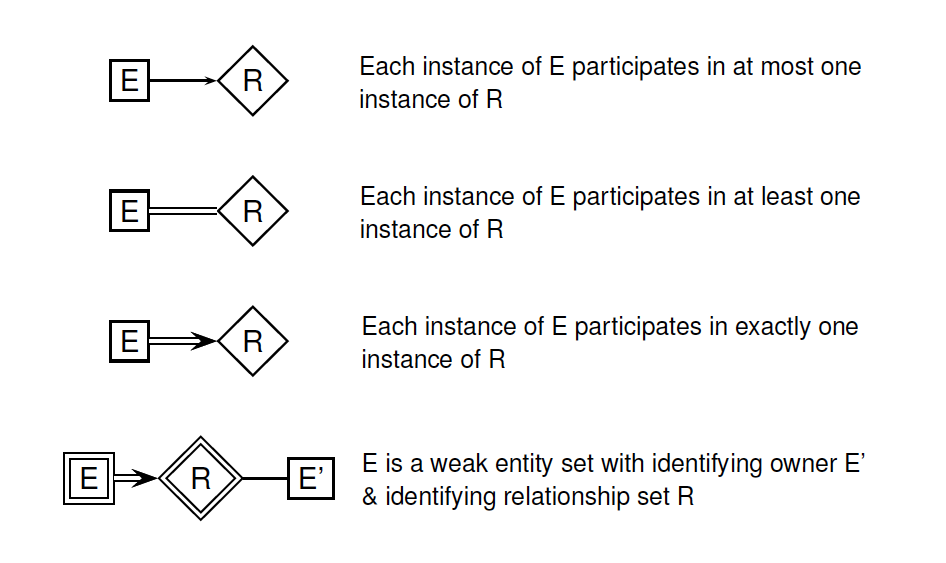 E R Each instance of E participates in at most one
instance of R
E R Each instance of E participates in at least one
instance of R
E R Each instance of E participates in exactly one
instance of R
E R E' E is a weak entity set with identifying owner E'
& identifying relationship set R